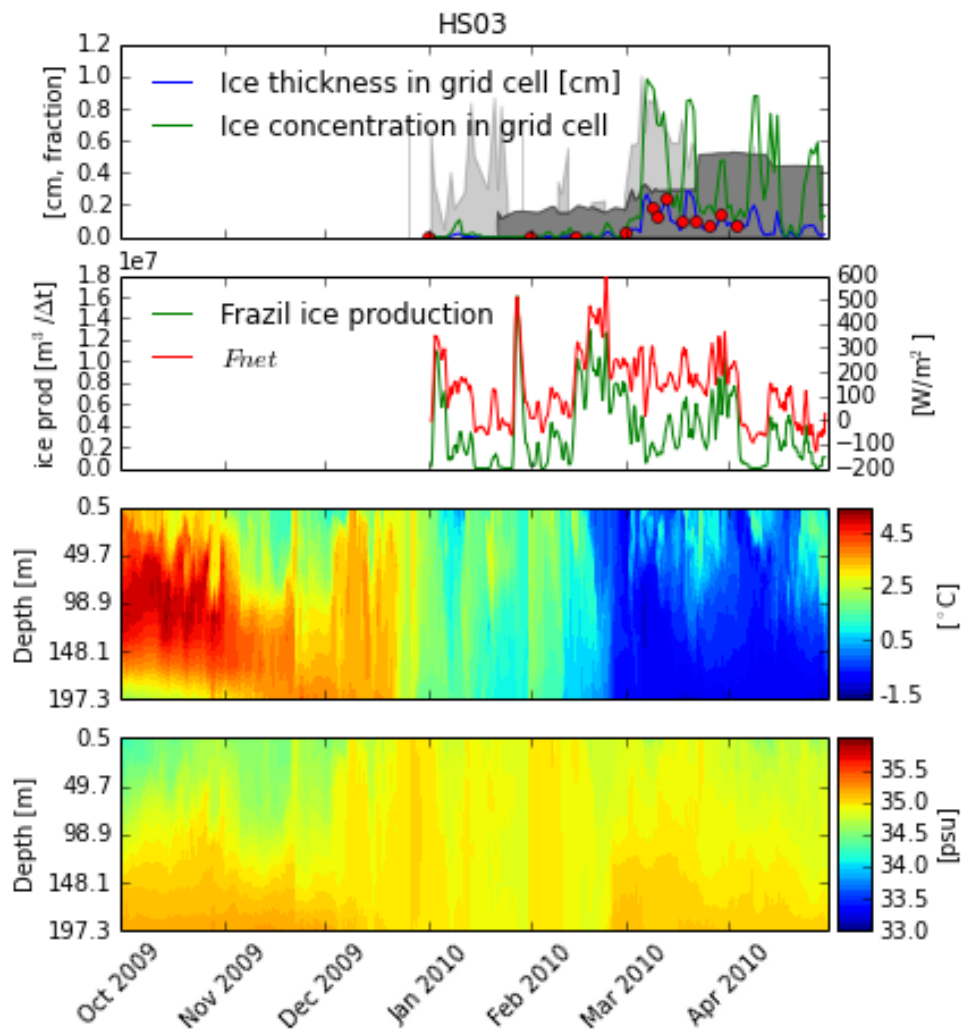 HS03
1.2
1.0
0.8
0.6
0.4
0.2
0.0
[cm, fraction]
Ice thickness in grid cell [cm]
Ice concentration in grid cell
1e7
1.8
1.6
1.4
1.2
1.0
0.8
0.6
0.4
0.2
0.0
ice prod [m³ /Δt]
Frazil ice production
Fnet
600
500
400
300
200
100
0
−100
−200
[W/m²]
0.5
49.7
98.9
148.1
197.3
Depth [m]
4.5
2.5
0.5
-1.5
[°C]
0.5
49.7
98.9
148.1
197.3
Depth [m]
35.5
35.0
34.5
34.0
33.5
33.0
[psu]
Oct 2009
Nov 2009
Dec 2009
Jan 2010
Feb 2010
Mar 2010
Apr 2010